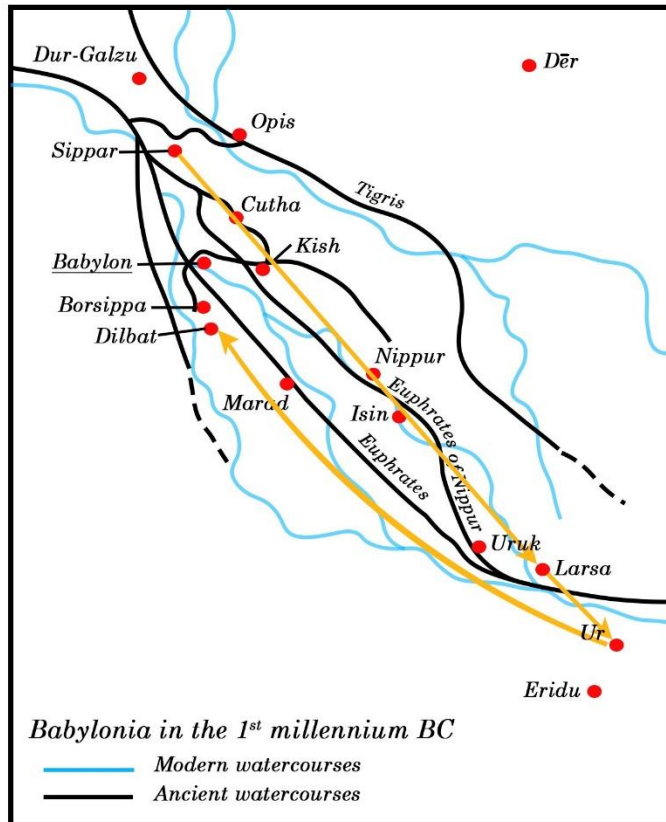 Dur-Galzu
Dēr
Opis
Sippar
Tigris
Cutha
Kish
Babylon
Borsippa
Dilbat
Nippur
Marad
Isin
Euphrates of Nippur
Euphrates
Uruk
Larsa
Ur
Eridu
Babylonia in the 1st millennium BC
Modern watercourses
Ancient watercourses